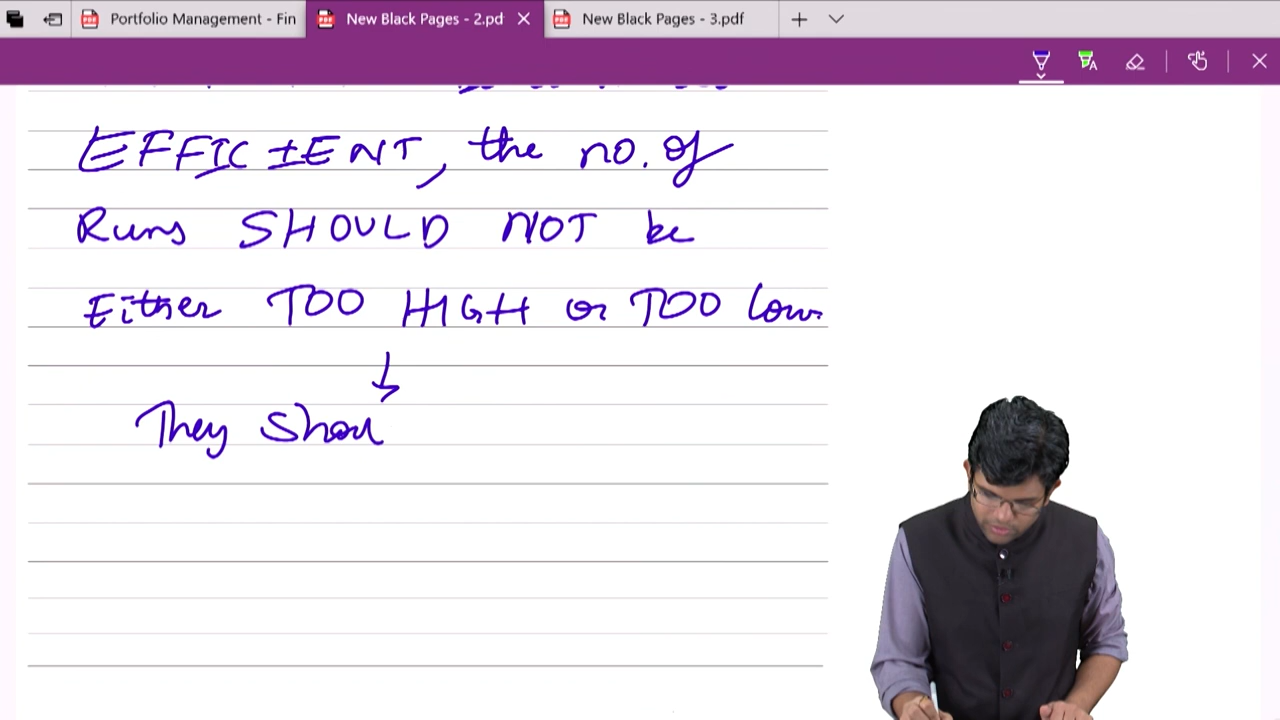 Portfolio Management - Fin
New Black Pages - 2.pd
New Black Pages - 3.pdf
EFFICIENT, the no. of
Runs SHOULD NOT be
Either TOO HIGH or TOO Low.
They Shou